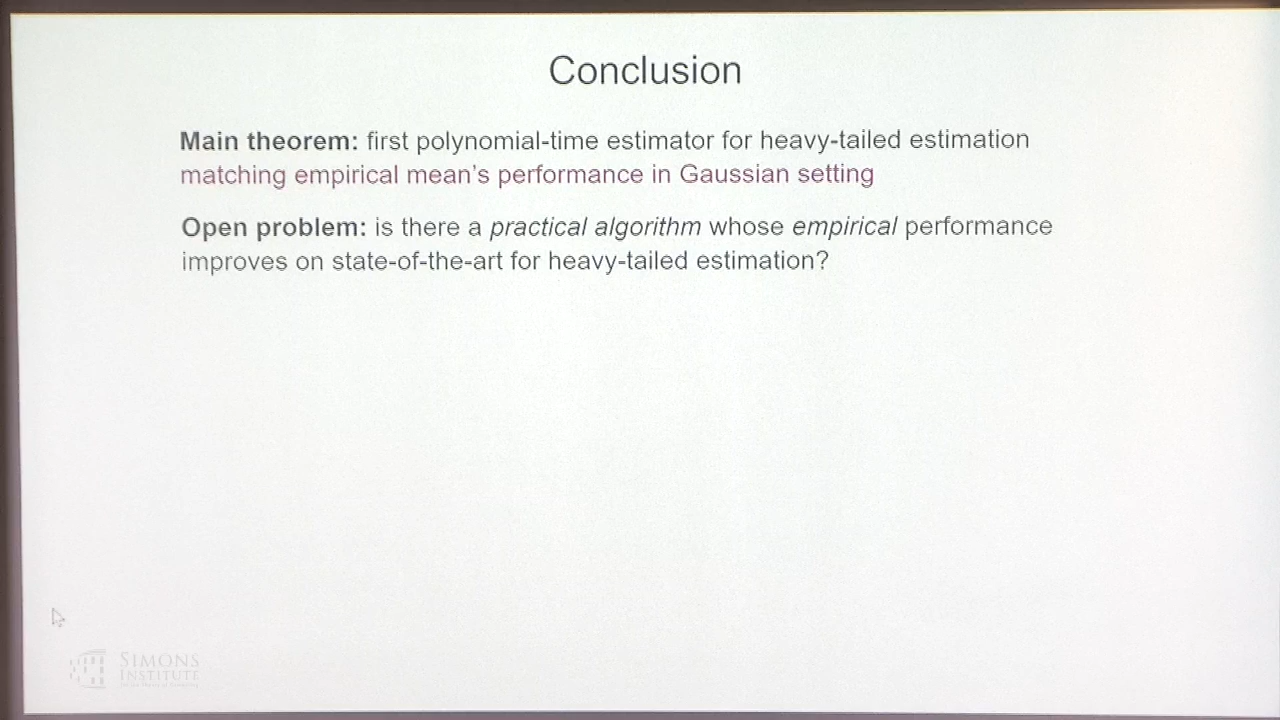 Conclusion
Main theorem: first polynomial-time estimator for heavy-tailed estimation
matching empirical mean's performance in Gaussian setting
Open problem: is there a practical algorithm whose empirical performance
improves on state-of-the-art for heavy-tailed estimation?
SIMONS
INSTITUTE